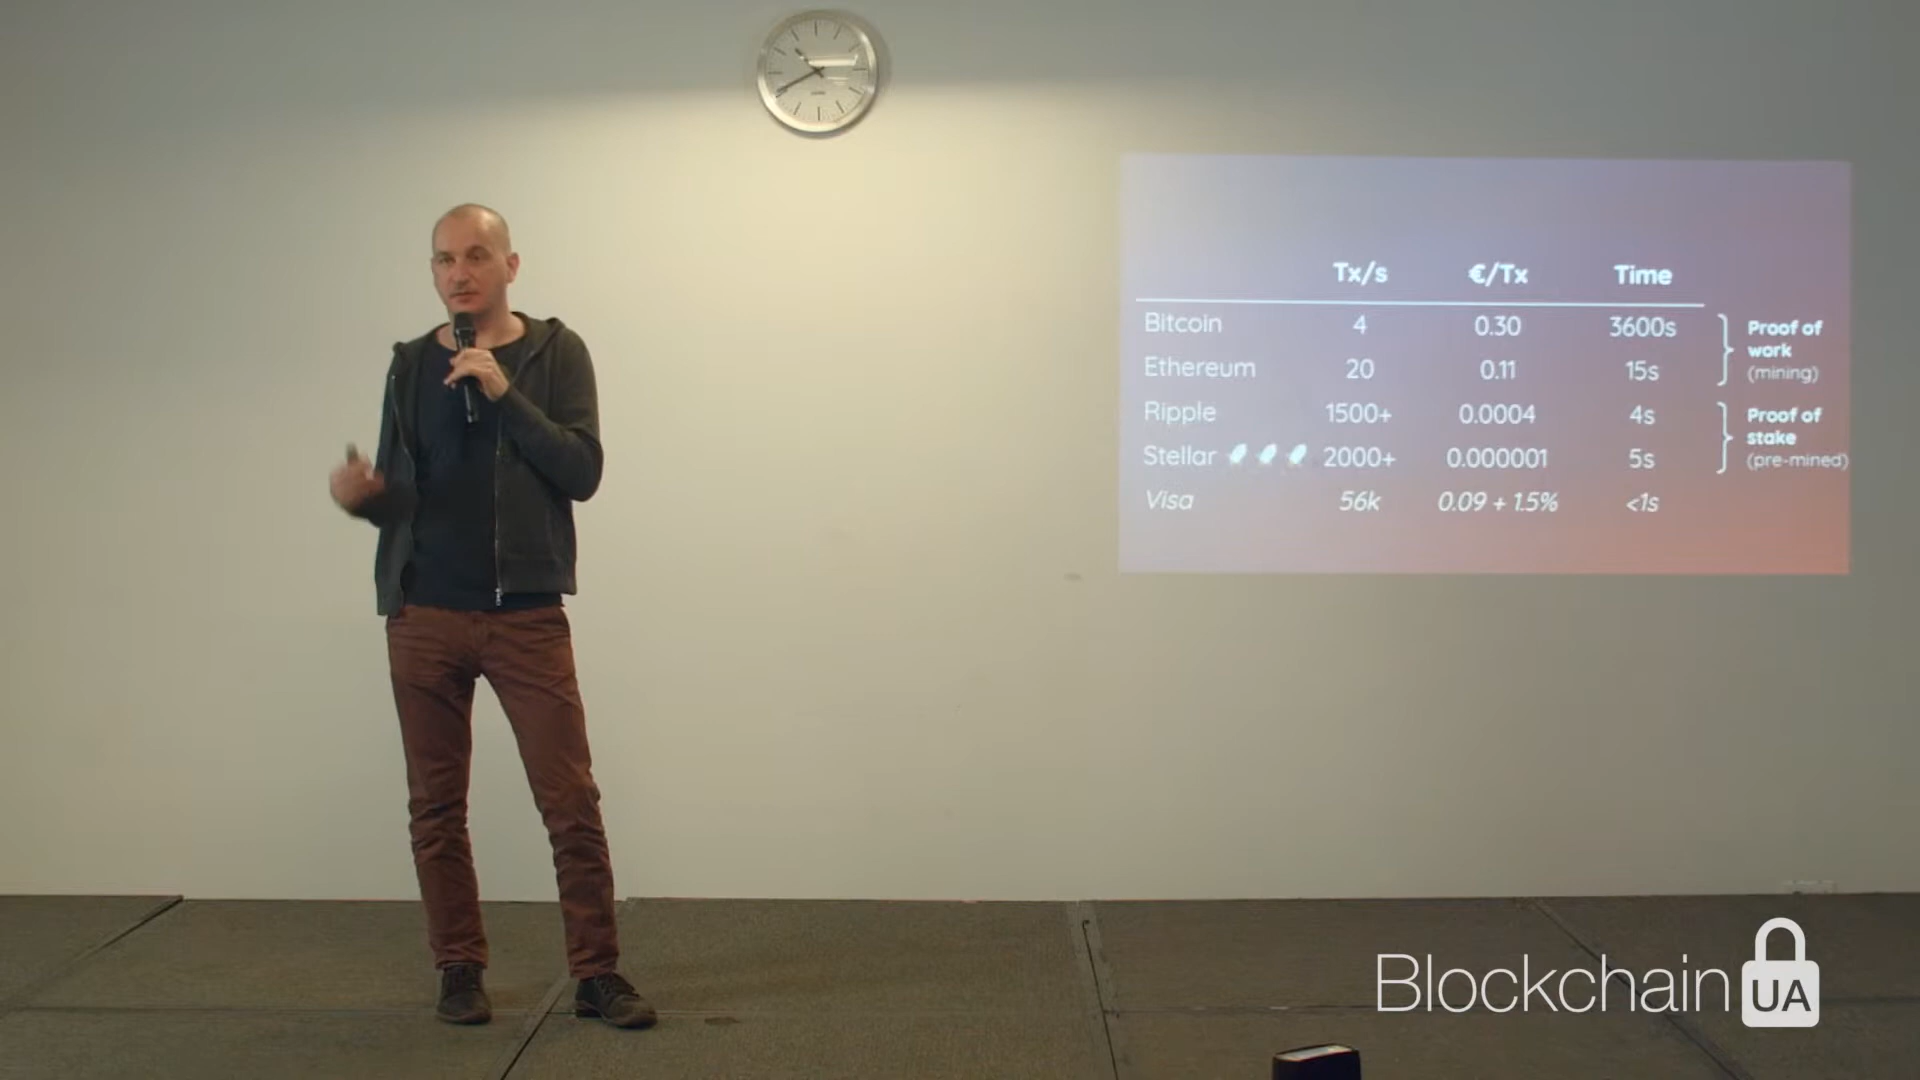 Tx/s €/Tx Time
Bitcoin 4 0.30 3600s
Ethereum 20 0.11 15s
Ripple 1500+ 0.0004 4s
Stellar 2000+ 0.000001 5s
Visa 56k 0.09 + 1.5% <1s
Proof of
work
(mining)
Proof of
stake
(pre-mined)
Blockchain UA